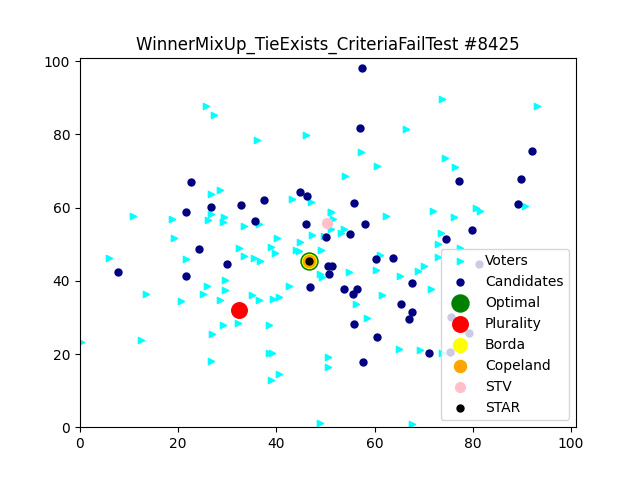 WinnerMixUp_TieExists_CriteriaFailTest #8425
100
80
60
40
20
0
0 20 40 60 80 100
Voters
Candidates
Optimal
Plurality
Borda
Copeland
STV
STAR